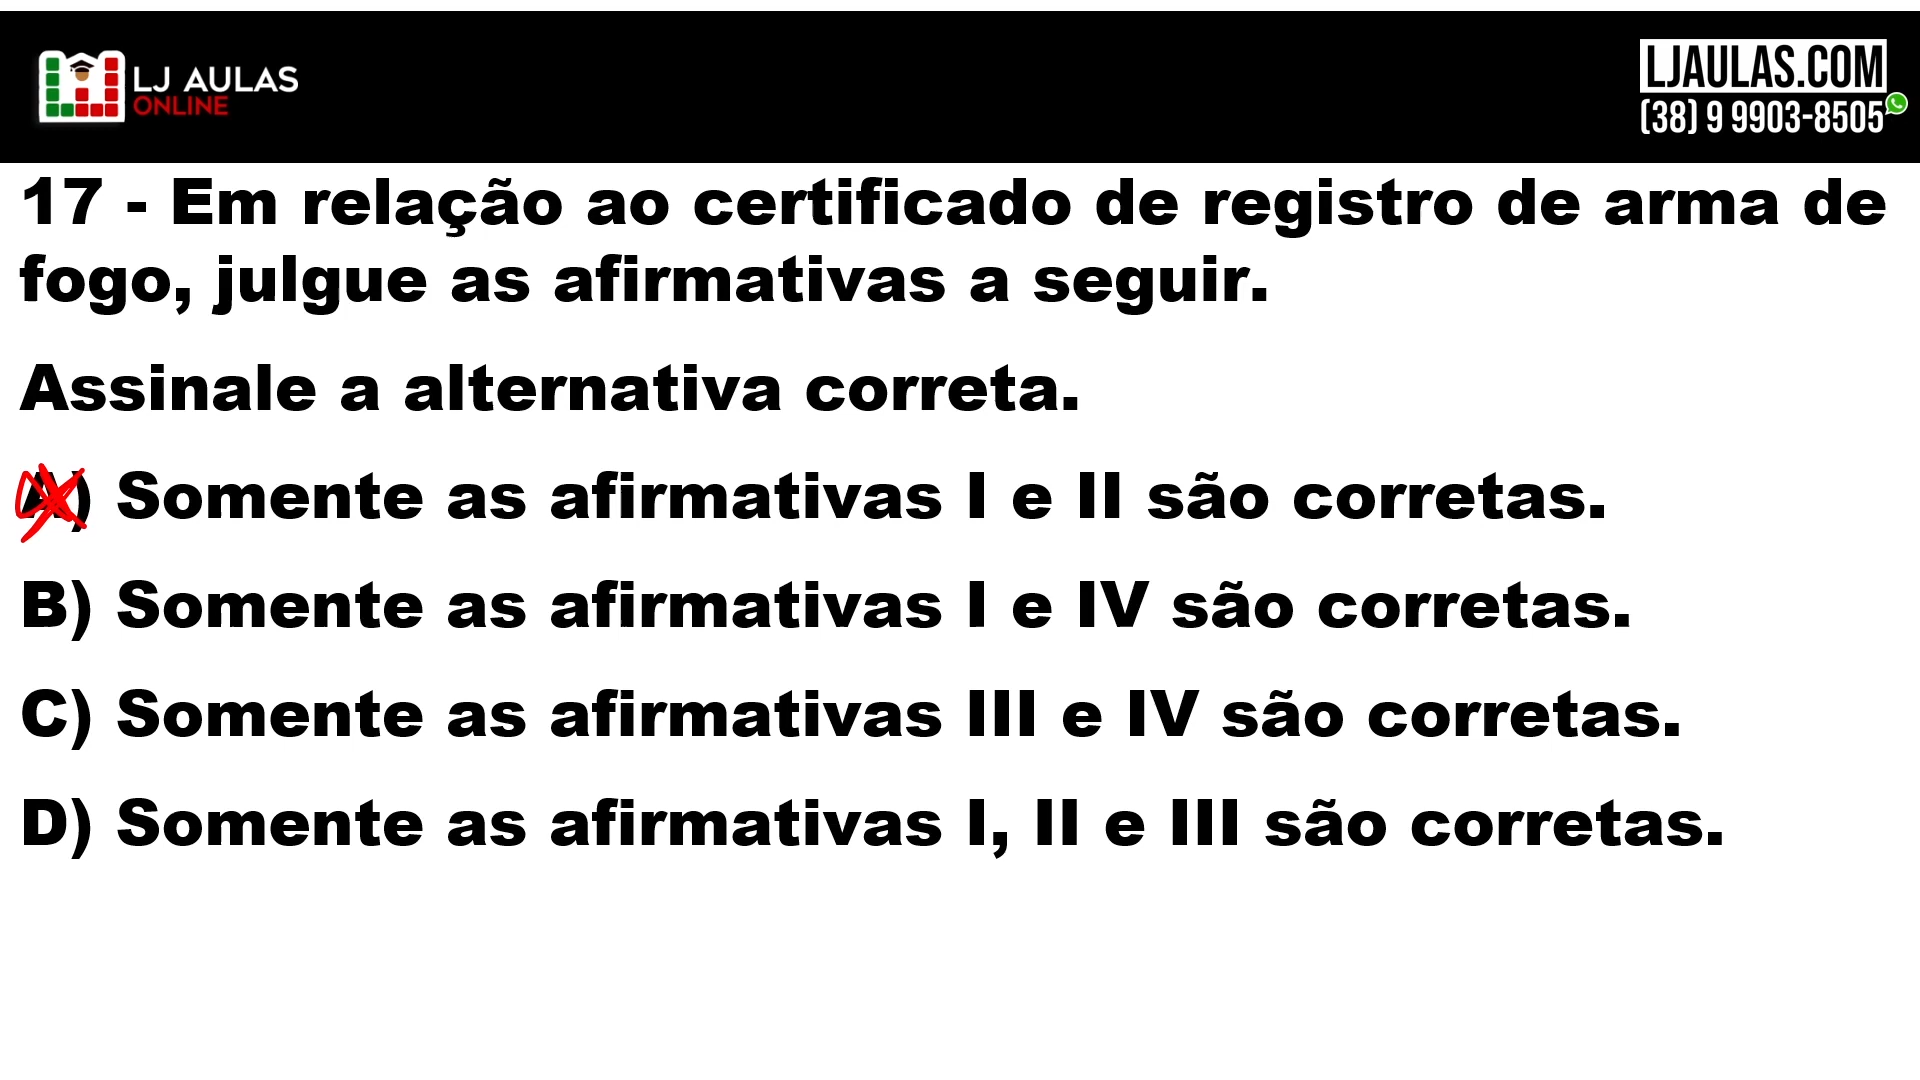 LJ AULAS
ONLINE
LJAULAS.COM
(38) 9 9903-8505
17 - Em relação ao certificado de registro de arma de
fogo, julgue as afirmativas a seguir.
Assinale a alternativa correta.
A) Somente as afirmativas I e II são corretas.
B) Somente as afirmativas I e IV são corretas.
C) Somente as afirmativas III e IV são corretas.
D) Somente as afirmativas I, II e III são corretas.